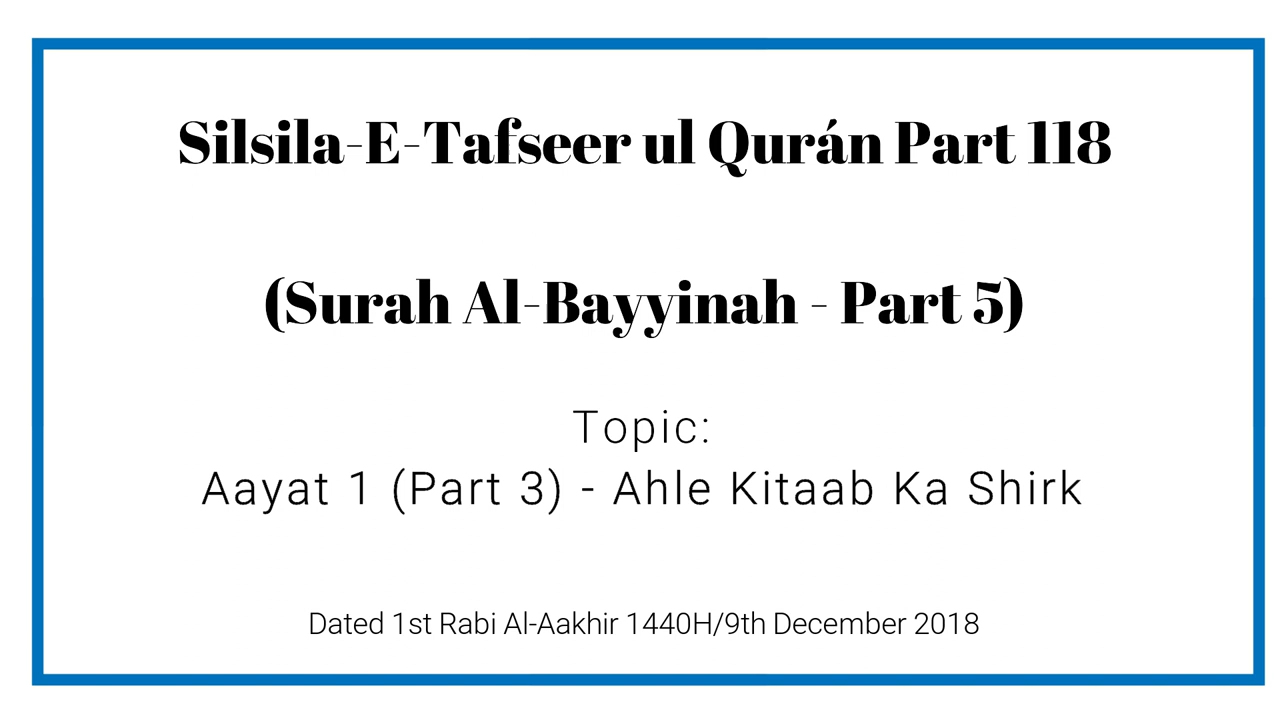 Silsila-E-Tafseer ul Qurán Part 118
(Surah Al-Bayyinah - Part 5)
Topic:
Aayat 1 (Part 3) - Ahle Kitaab Ka Shirk
Dated 1st Rabi Al-Aakhir 1440H/9th December 2018